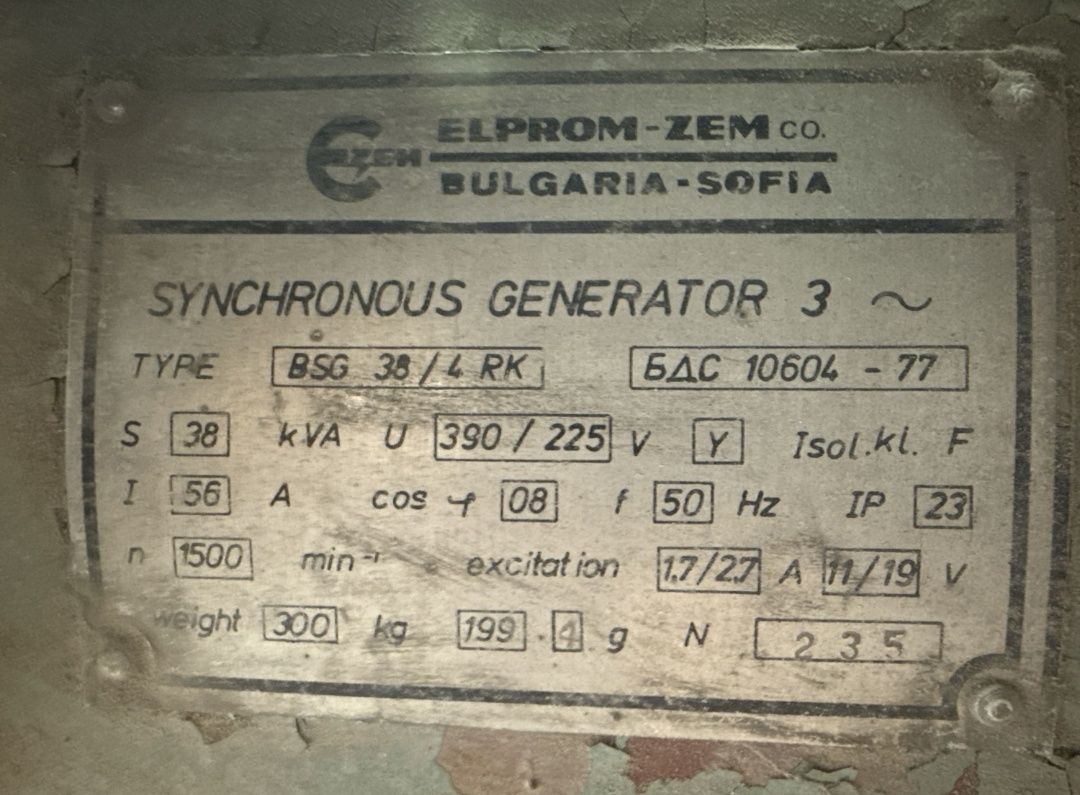 ELPROM-ZEM CO.
ELZEM
BULGARIA-SOFIA
SYNCHRONOUS GENERATOR 3 ~
TYPE BSG 38/4 RK БДС 10604 - 77
S 38 kVA U 390 / 225 V Y Isol.kl. F
I 56 A cos φ 08 f 50 Hz IP 23
n 1500 min⁻¹ excitation 1.7/2.7 A 11/19 V
weight 300 kg 199.4 g N 235